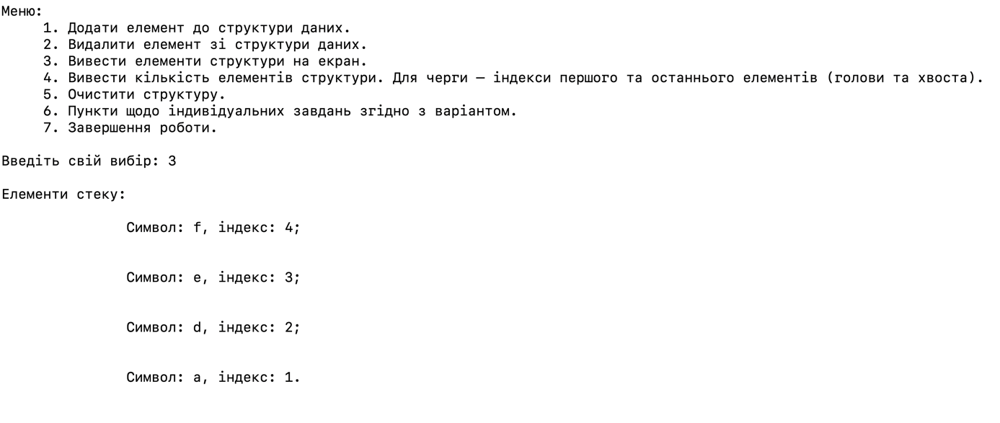 Меню:
1. Додати елемент до структури даних.
2. Видалити елемент зі структури даних.
3. Вивести елементи структури на екран.
4. Вивести кількість елементів структури. Для черги — індекси першого та останнього елементів (голови та хвоста).
5. Очистити структуру.
6. Пункти щодо індивідуальних завдань згідно з варіантом.
7. Завершення роботи.
Введіть свій вибір: 3
Елементи стеку:
Символ: f, індекс: 4;
Символ: e, індекс: 3;
Символ: d, індекс: 2;
Символ: a, індекс: 1.